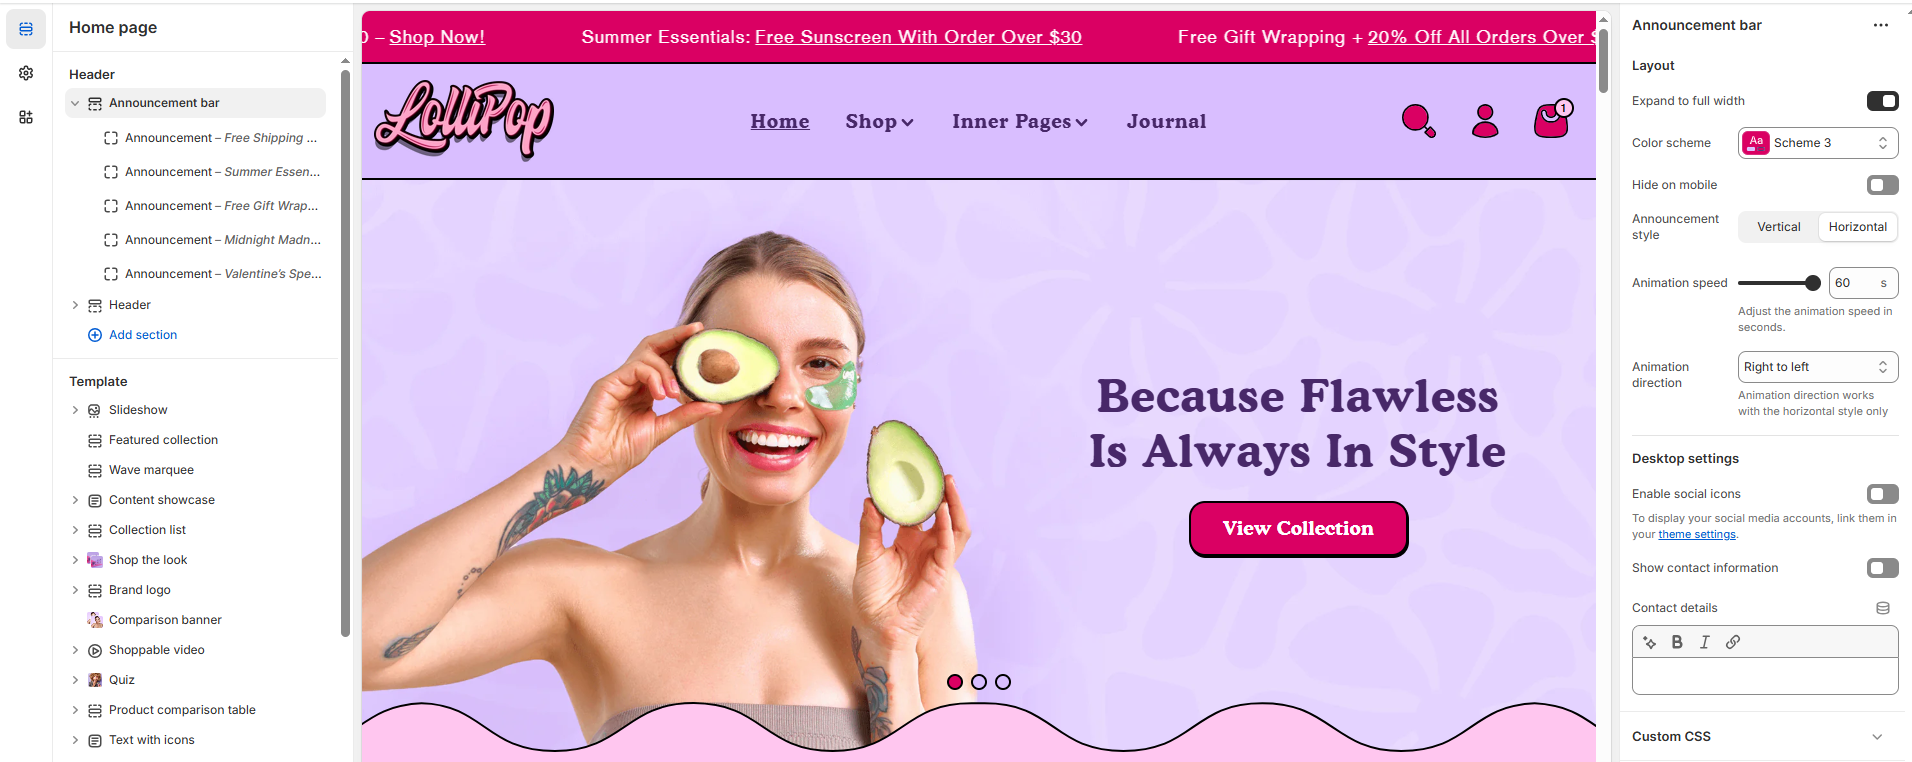 Home page
Header
Announcement bar
Announcement – Free Shipping ...
Announcement – Summer Essen...
Announcement – Free Gift Wrap...
Announcement – Midnight Madn...
Announcement – Valentine's Spe...
Header
Add section
Template
Slideshow
Featured collection
Wave marquee
Content showcase
Collection list
Shop the look
Brand logo
Comparison banner
Shoppable video
Quiz
Product comparison table
Text with icons
0 – Shop Now!
Summer Essentials: Free Sunscreen With Order Over $30
Free Gift Wrapping + 20% Off All Orders Over $
LolliPop
Home
Shop
Inner Pages
Journal
1
Because Flawless
Is Always In Style
View Collection
Announcement bar
Layout
Expand to full width
Color scheme
Aa
Scheme 3
Hide on mobile
Announcement
style
Vertical
Horizontal
Animation speed
60
s
Adjust the animation speed in
seconds.
Animation
direction
Right to left
Animation direction works
with the horizontal style only
Desktop settings
Enable social icons
To display your social media accounts, link them in
your theme settings.
Show contact information
Contact details
B
I
Custom CSS